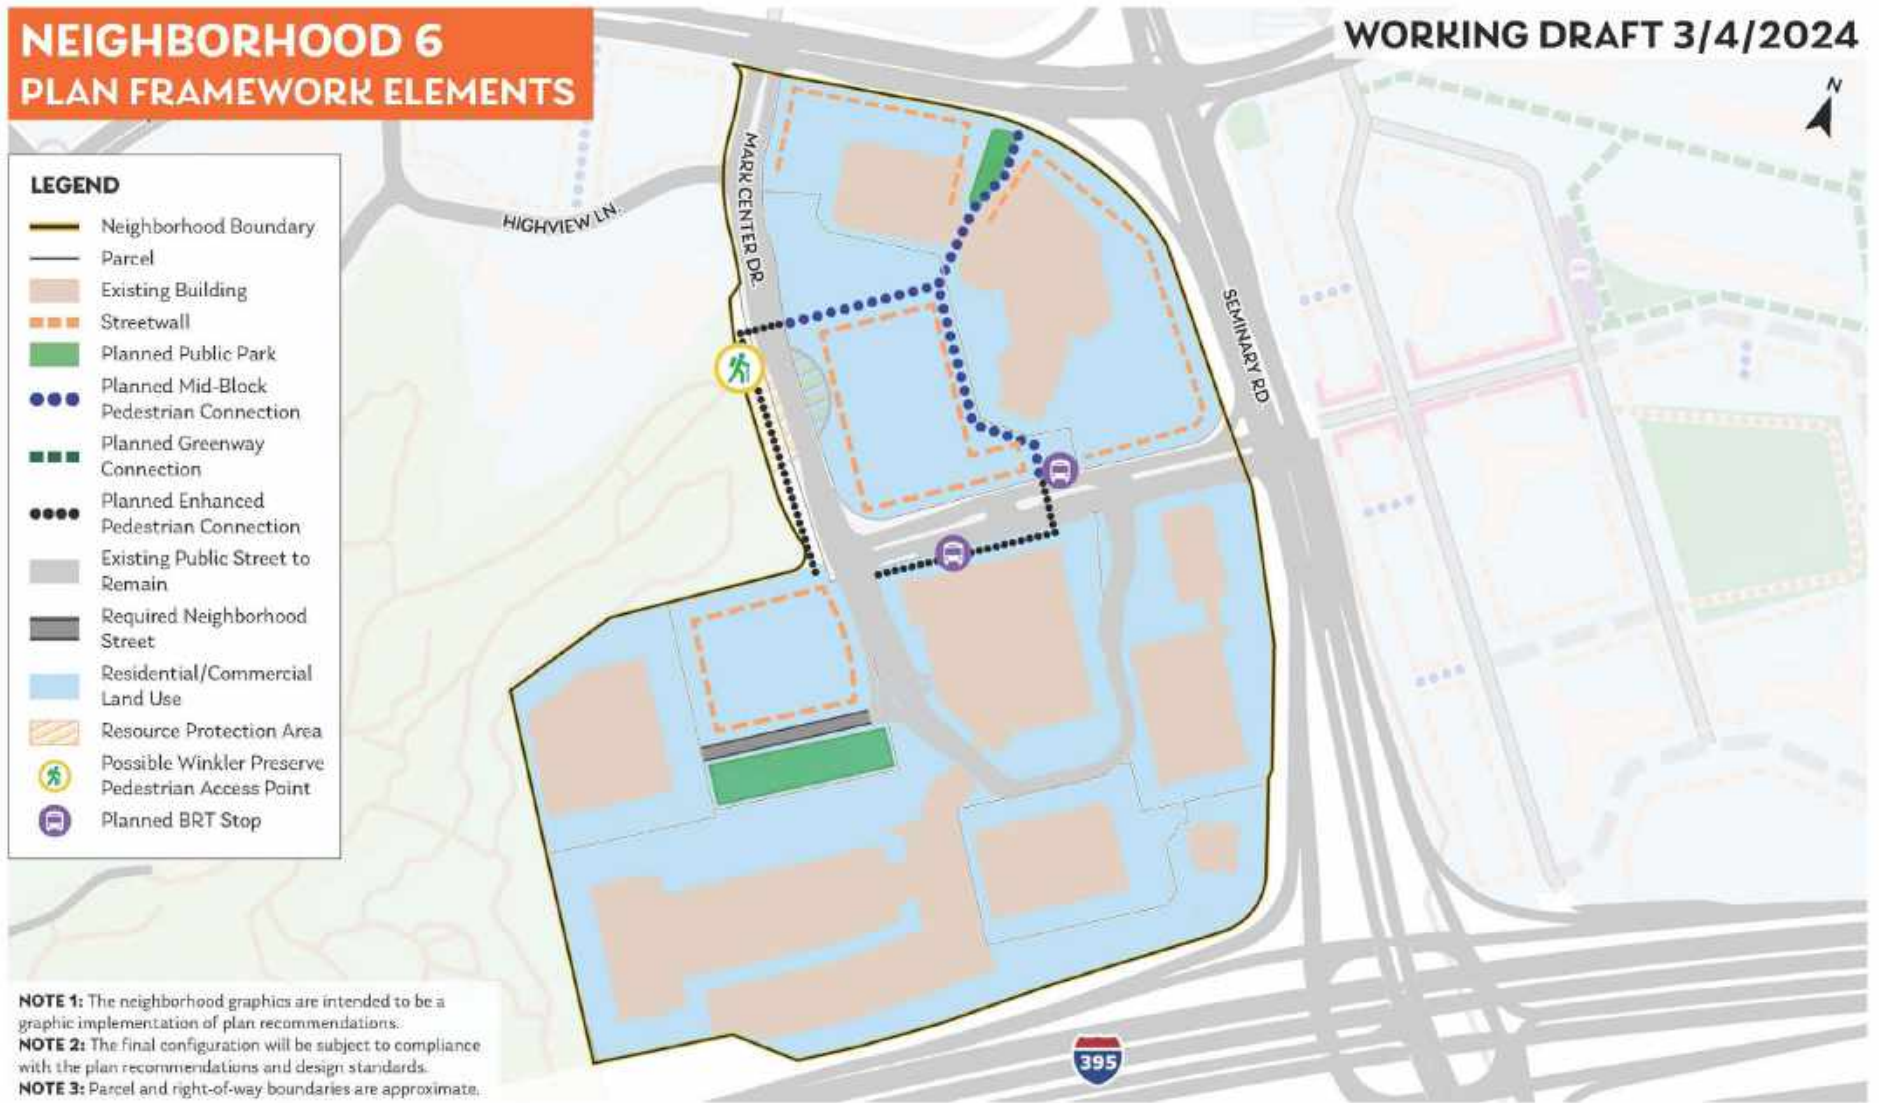 NEIGHBORHOOD 6
PLAN FRAMEWORK ELEMENTS
WORKING DRAFT 3/4/2024
N
LEGEND
Neighborhood Boundary
Parcel
Existing Building
Streetwall
Planned Public Park
Planned Mid-Block
Pedestrian Connection
Planned Greenway
Connection
Planned Enhanced
Pedestrian Connection
Existing Public Street to
Remain
Required Neighborhood
Street
Residential/Commercial
Land Use
Resource Protection Area
Possible Winkler Preserve
Pedestrian Access Point
Planned BRT Stop
HIGHVIEW LN.
MARK CENTER DR.
SEMINARY RD.
395
NOTE 1: The neighborhood graphics are intended to be a
graphic implementation of plan recommendations.
NOTE 2: The final configuration will be subject to compliance
with the plan recommendations and design standards.
NOTE 3: Parcel and right-of-way boundaries are approximate.